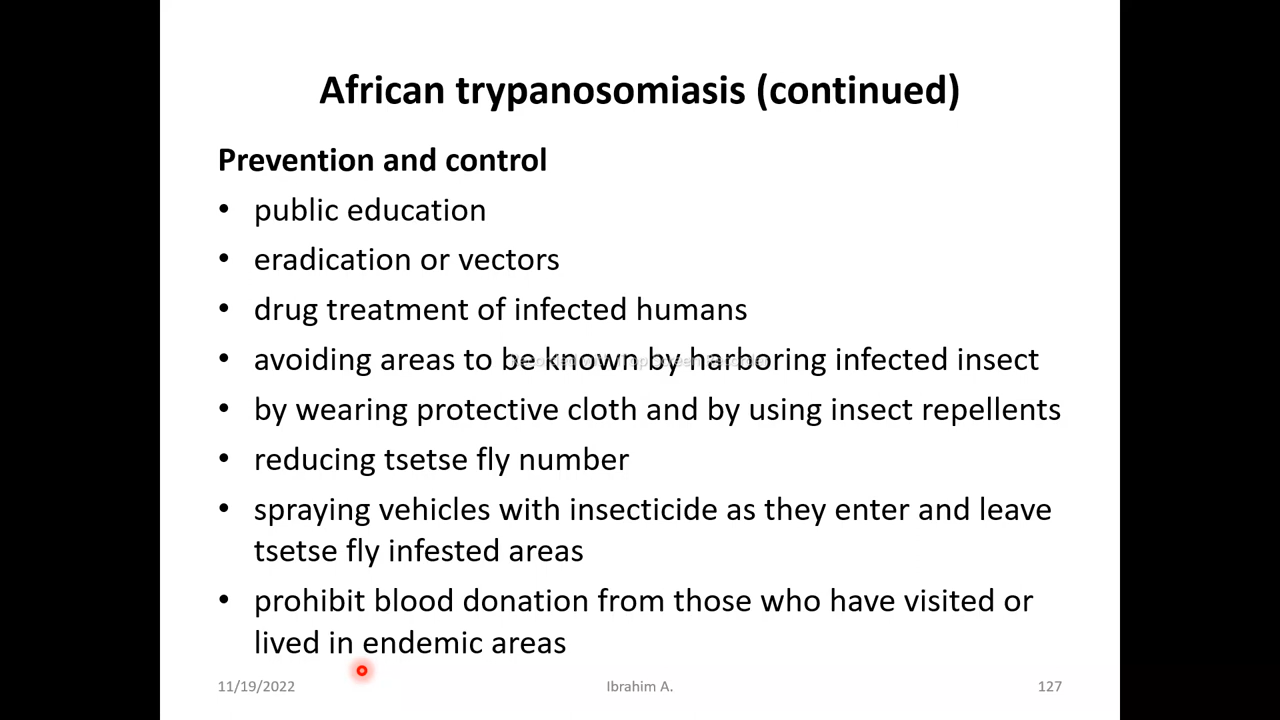 African trypanosomiasis (continued)
Prevention and control
• public education
• eradication or vectors
• drug treatment of infected humans
• avoiding areas to be known by harboring infected insect
• by wearing protective cloth and by using insect repellents
• reducing tsetse fly number
• spraying vehicles with insecticide as they enter and leave
tsetse fly infested areas
• prohibit blood donation from those who have visited or
lived in endemic areas
11/19/2022 Ibrahim A. 127